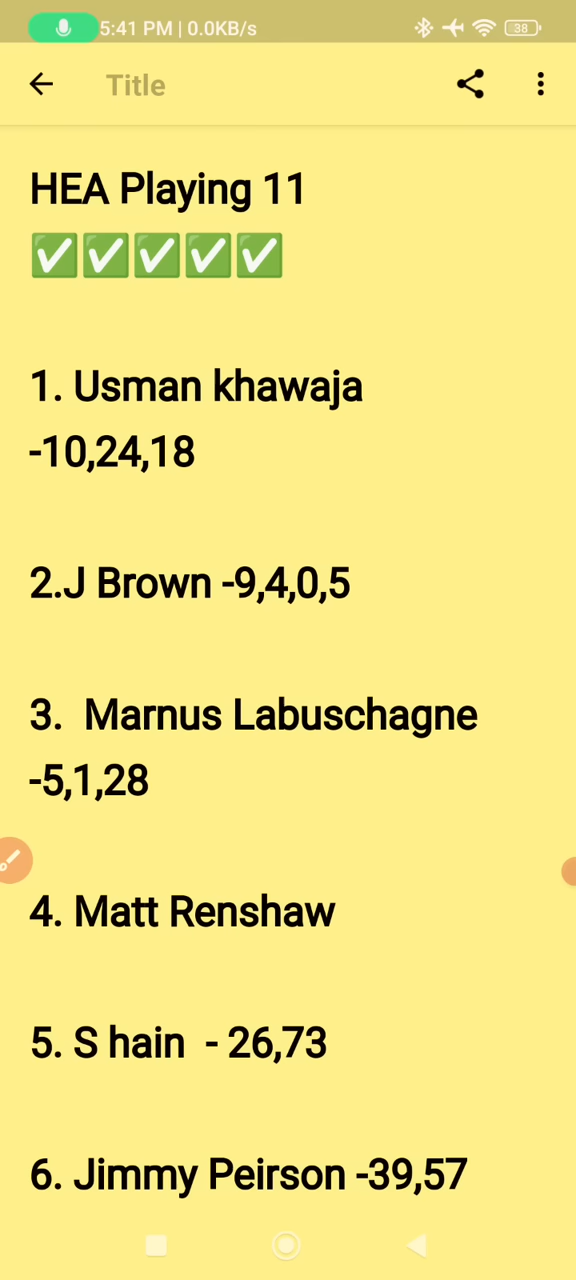 5:41 PM | 0.0KB/s
38
Title
HEA Playing 11
✅✅✅✅✅
1. Usman khawaja
-10,24,18
2.J Brown -9,4,0,5
3.  Marnus Labuschagne
-5,1,28
4. Matt Renshaw
5. S hain  - 26,73
6. Jimmy Peirson -39,57